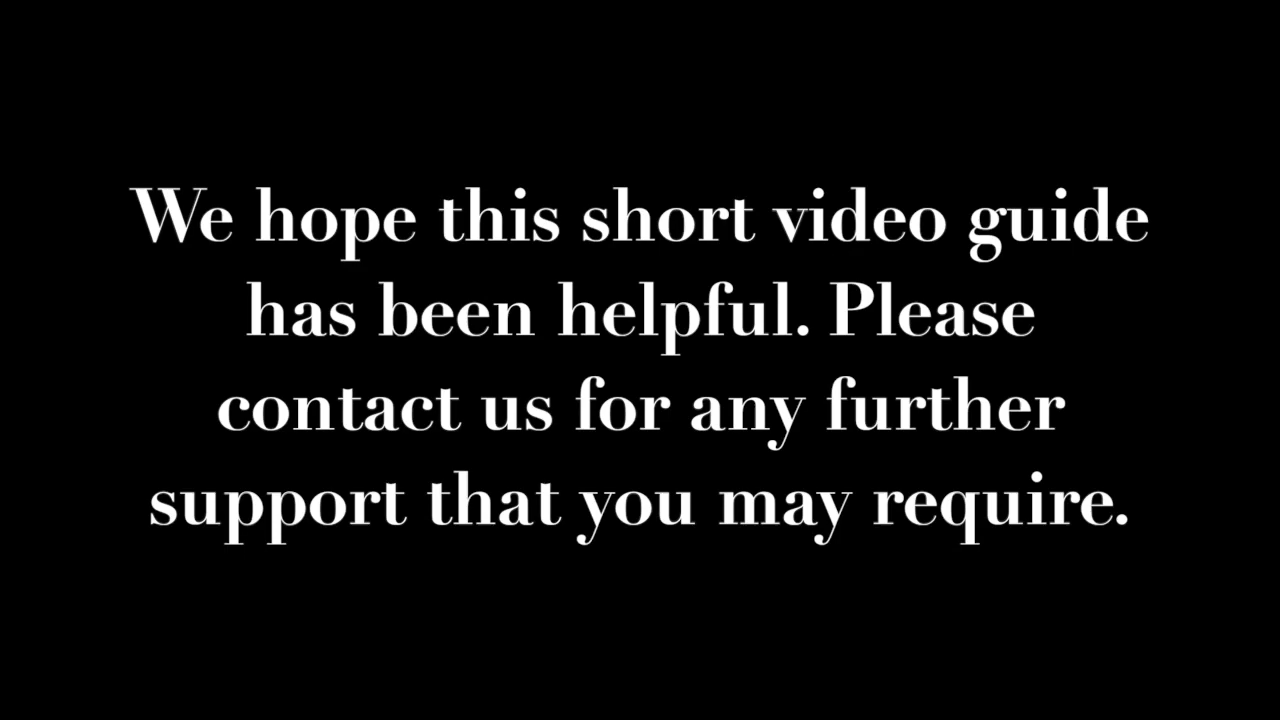 We hope this short video guide
has been helpful. Please
contact us for any further
support that you may require.